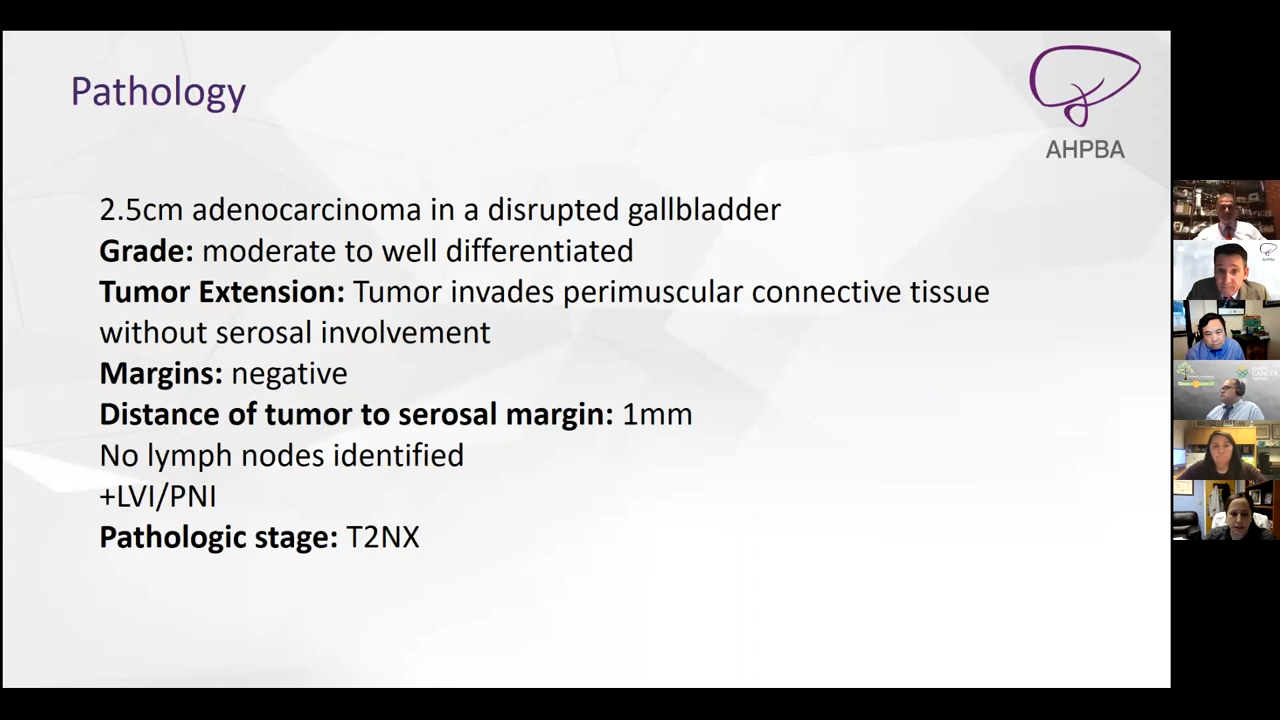 Pathology
AHPBA
2.5cm adenocarcinoma in a disrupted gallbladder
Grade: moderate to well differentiated
Tumor Extension: Tumor invades perimuscular connective tissue
without serosal involvement
Margins: negative
Distance of tumor to serosal margin: 1mm
No lymph nodes identified
+LVI/PNI
Pathologic stage: T2NX